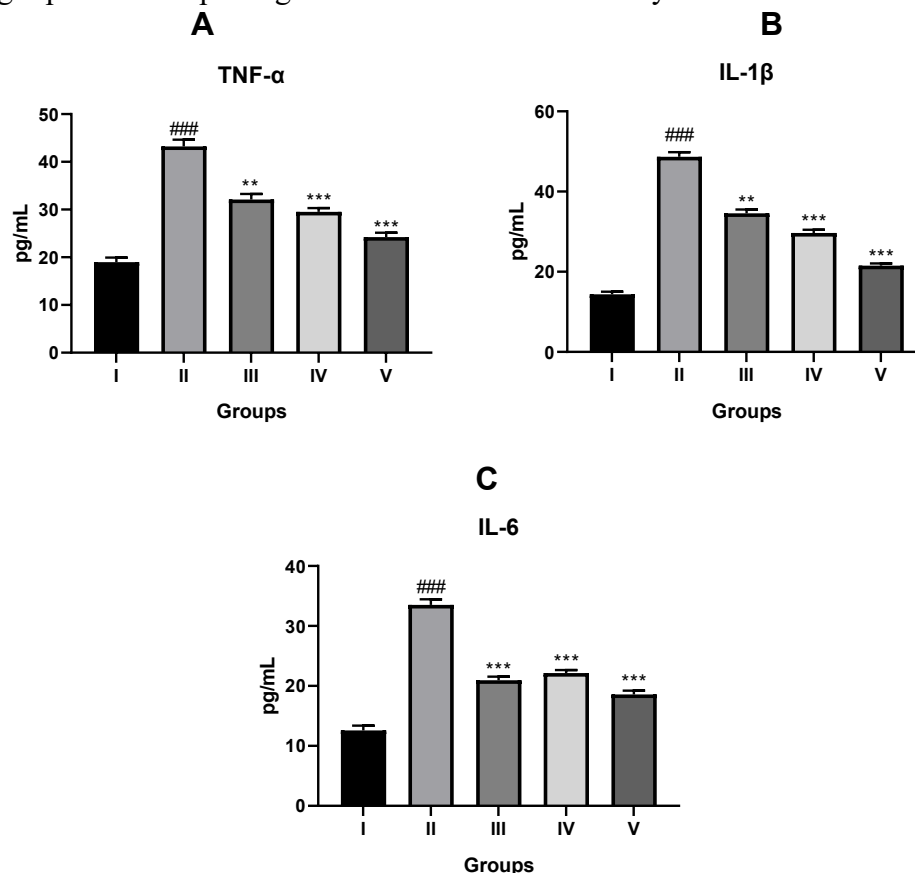 A
TNF-α
###
**
***
***
50
40
30
20
10
0
pg/mL
I II III IV V
Groups
B
IL-1β
###
**
***
***
60
40
20
0
pg/mL
I II III IV V
Groups
C
IL-6
###
***
***
***
40
30
20
10
0
pg/mL
I II III IV V
Groups